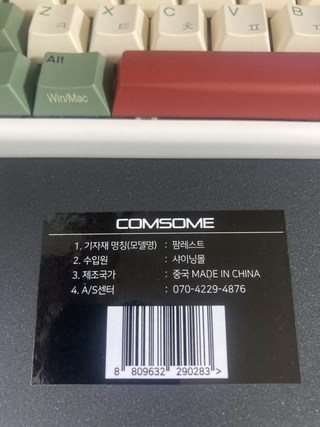 Z X C V
ㅋ ㅌ ㅊ ㅍ ㅠ
Alt
Win/Mac
COMSOME
1. 기자재 명칭(모델명) : 팜레스트
2. 수입원 : 샤이닝몰
3. 제조국가 : 중국 MADE IN CHINA
4. A/S센터 : 070-4229-4876
8 809632 290283 >